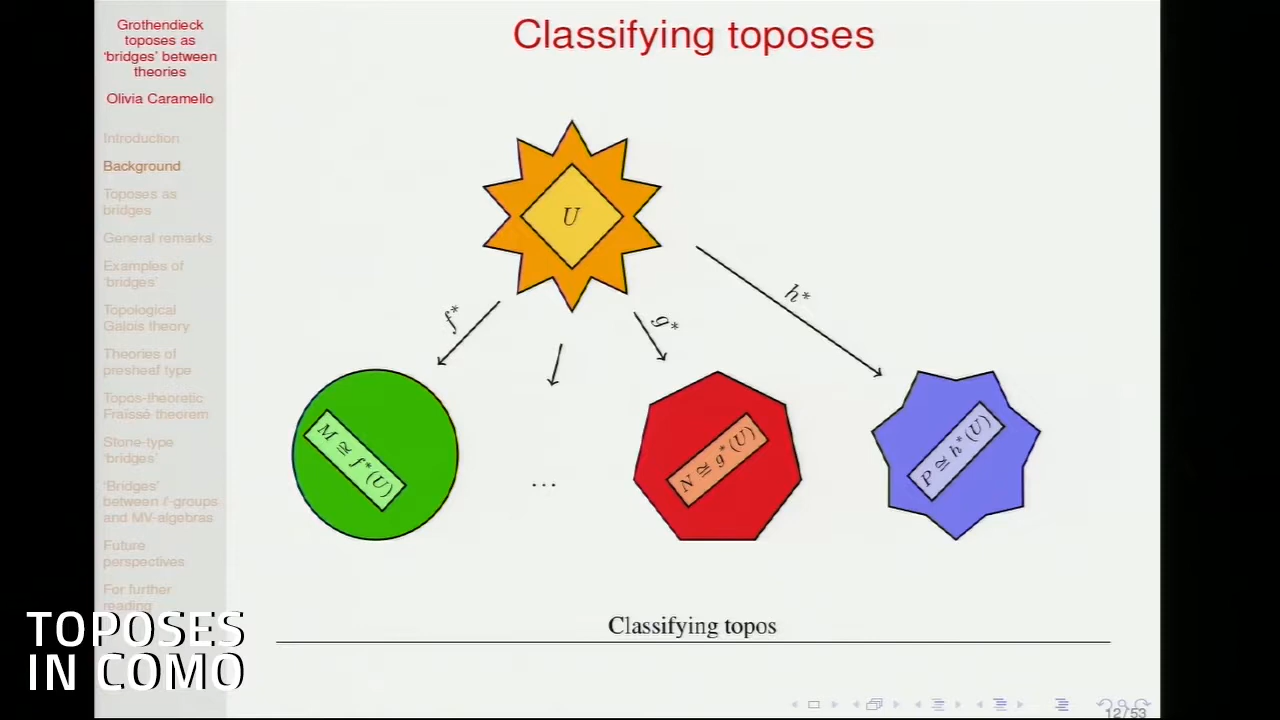 Grothendieck
toposes as
'bridges' between
theories
Olivia Caramello
Introduction
Background
Toposes as
bridges
General remarks
Examples of
'bridges'
Topological
Galois theory
Theories of
presheaf type
Topos-theoretic
Fraïssé theorem
Stone-type
'bridges'
'Bridges'
between ℓ-groups
and MV-algebras
Future
perspectives
For further
reading
TOPOSES
IN COMO
Classifying toposes
U
f*
g*
h*
M ≅ f*(U)
...
N ≅ g*(U)
P ≅ h*(U)
Classifying topos
12/53